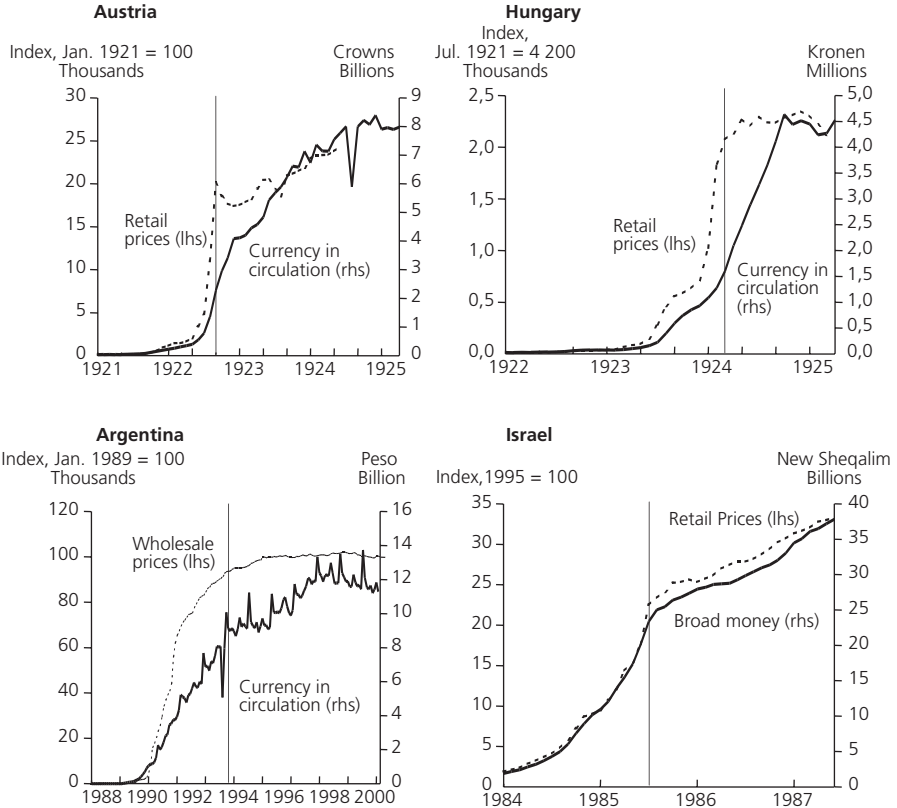 Austria
Index, Jan. 1921 = 100
Thousands
Crowns
Billions
30
25
20
15
10
5
0
9
8
7
6
5
4
3
2
1
0
Retail
prices (lhs)
Currency in
circulation (rhs)
1921 1922 1923 1924 1925
Hungary
Index,
Jul. 1921 = 4 200
Thousands
Kronen
Millions
2,5
2,0
1,5
1,0
0,5
0,0
5,0
4,5
4,0
3,5
3,0
2,5
2,0
1,5
1,0
0,5
0,0
Retail
prices (lhs)
Currency in
circulation
(rhs)
1922 1923 1924 1925
Argentina
Index, Jan. 1989 = 100
Thousands
Peso
Billion
120
100
80
60
40
20
0
16
14
12
10
8
6
4
2
0
Wholesale
prices (lhs)
Currency in
circulation (rhs)
1988 1990 1992 1994 1996 1998 2000
Israel
Index,1995 = 100
New Sheqalim
Billions
35
30
25
20
15
10
5
0
40
35
30
25
20
15
10
5
0
Retail Prices (lhs)
Broad money (rhs)
1984 1985 1986 1987